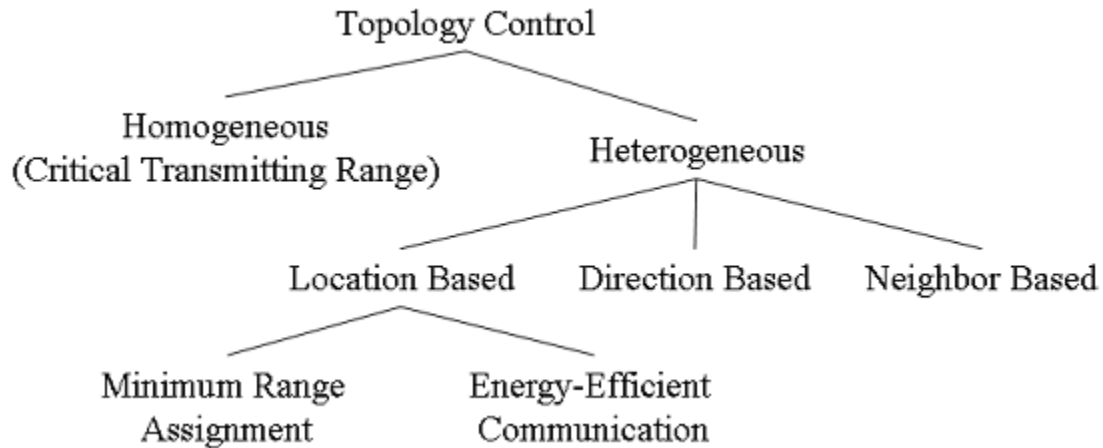 Topology Control
Homogeneous
(Critical Transmitting Range)
Heterogeneous
Location Based
Direction Based
Neighbor Based
Minimum Range
Assignment
Energy-Efficient
Communication